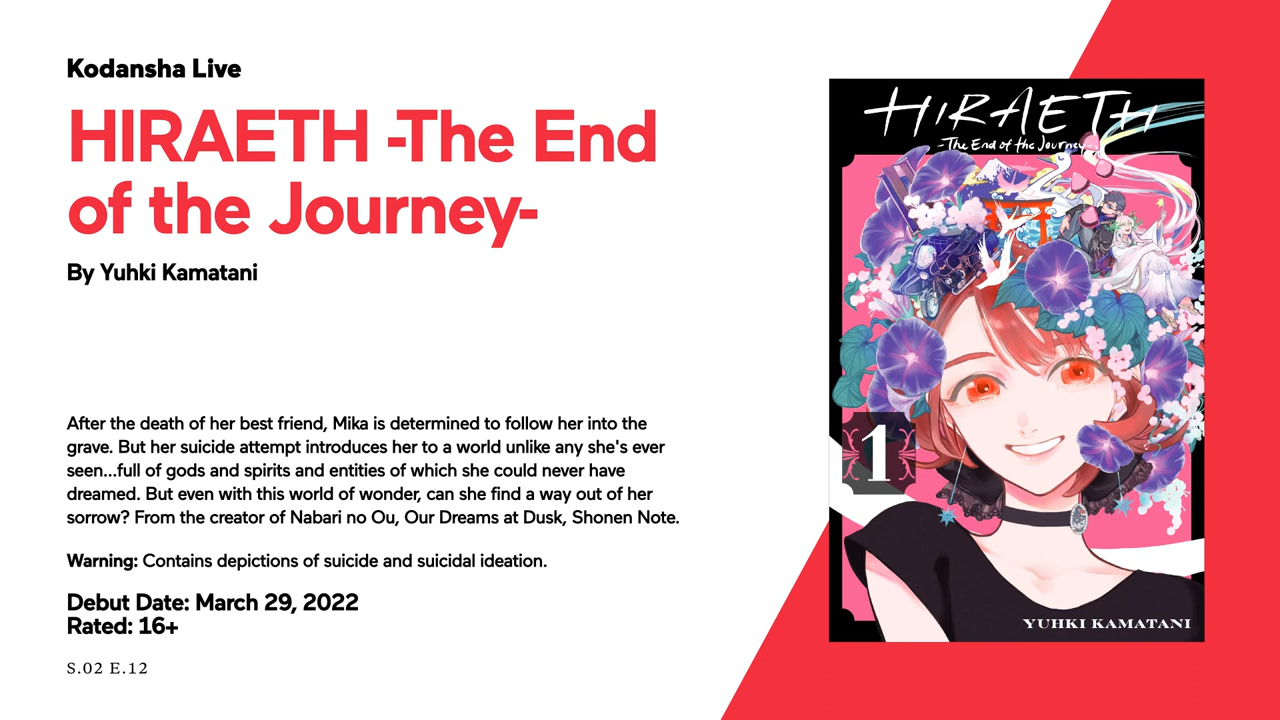 Kodansha Live
HIRAETH -The End
of the Journey-
By Yuhki Kamatani
After the death of her best friend, Mika is determined to follow her into the
grave. But her suicide attempt introduces her to a world unlike any she's ever
seen...full of gods and spirits and entities of which she could never have
dreamed. But even with this world of wonder, can she find a way out of her
sorrow? From the creator of Nabari no Ou, Our Dreams at Dusk, Shonen Note.
Warning: Contains depictions of suicide and suicidal ideation.
Debut Date: March 29, 2022
Rated: 16+
S.02 E.12
HIRAETH
-The End of the Journey-
1
YUHKI KAMATANI